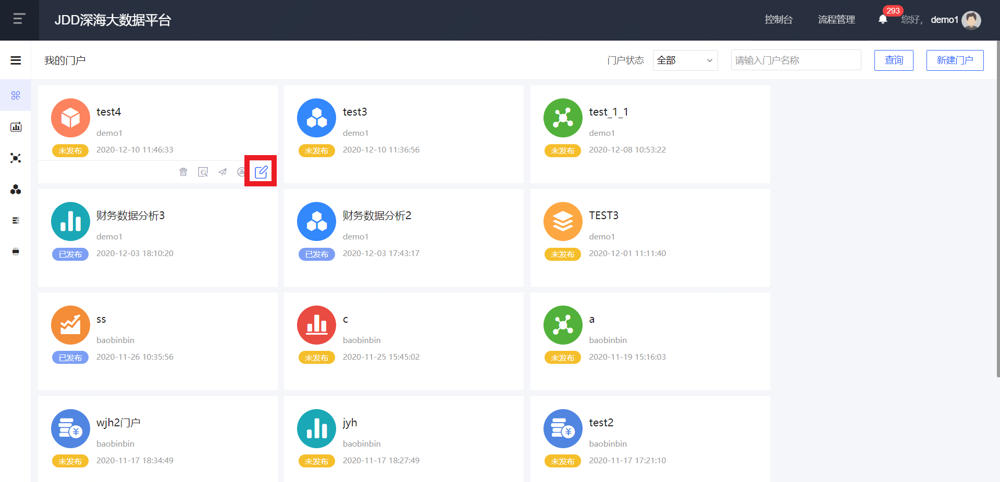 JDD深海大数据平台
控制台
流程管理
293
您好,
demo1
我的门户
门户状态
全部
请输入门户名称
查询
新建门户
test4
demo1
未发布
2020-12-10 11:46:33
test3
demo1
未发布
2020-12-10 11:36:56
test_1_1
demo1
未发布
2020-12-08 10:53:22
财务数据分析3
demo1
已发布
2020-12-03 18:10:20
财务数据分析2
demo1
已发布
2020-12-03 17:43:17
TEST3
demo1
未发布
2020-12-01 11:11:40
ss
baobinbin
已发布
2020-11-26 10:35:56
c
baobinbin
未发布
2020-11-25 15:45:02
a
baobinbin
未发布
2020-11-19 15:16:03
wjh2门户
baobinbin
未发布
2020-11-17 18:34:49
jyh
baobinbin
未发布
2020-11-17 18:27:49
test2
baobinbin
未发布
2020-11-17 17:21:10